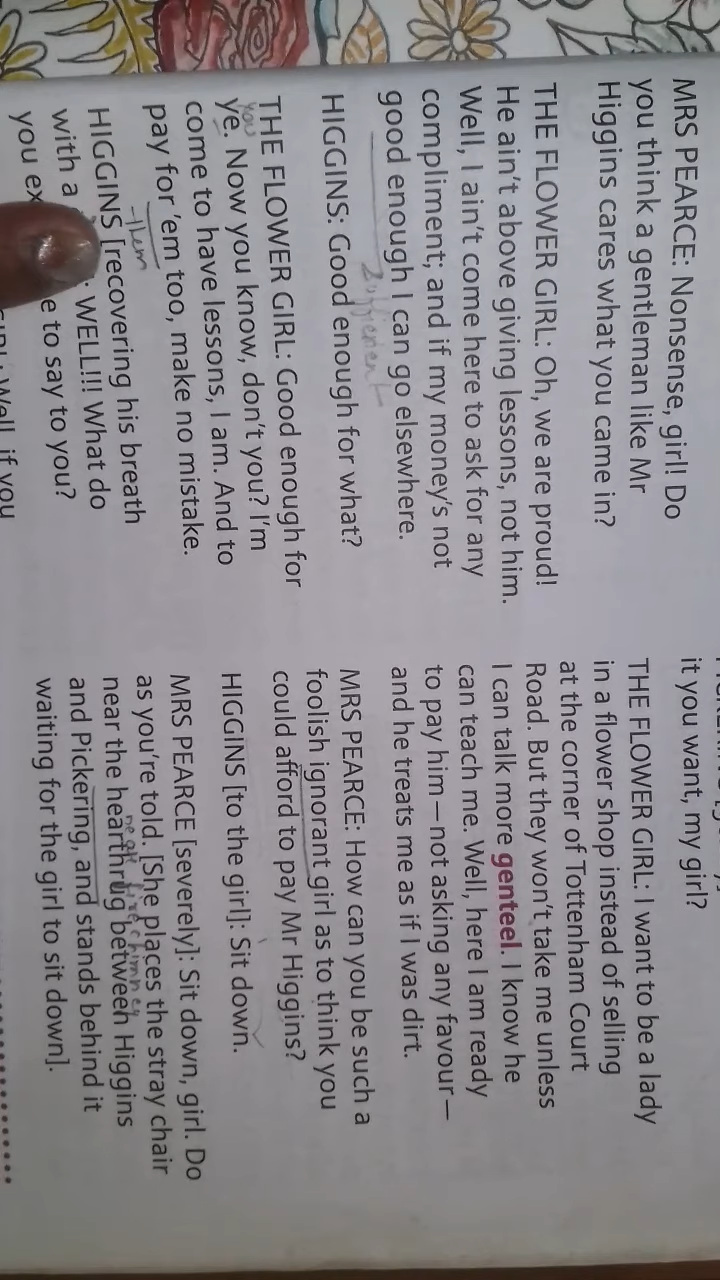 MRS PEARCE: Nonsense, girl! Do
you think a gentleman like Mr
Higgins cares what you came in?
THE FLOWER GIRL: Oh, we are proud!
He ain't above giving lessons, not him.
Well, I ain't come here to ask for any
compliment; and if my money's not
good enough I can go elsewhere.
HIGGINS: Good enough for what?
THE FLOWER GIRL: Good enough for
you
ye. Now you know, don't you? I'm
come to have lessons, I am. And to
pay for 'em too, make no mistake.
them
HIGGINS [recovering his breath
with a WELL!!! What do
you e to say to you?
Well, if you
it you want, my girl?
THE FLOWER GIRL: I want to be a lady
in a flower shop instead of selling
at the corner of Tottenham Court
Road. But they won't take me unless
I can talk more genteel. I know he
can teach me. Well, here I am ready
to pay him—not asking any favour—
and he treats me as if I was dirt.
MRS PEARCE: How can you be such a
foolish ignorant girl as to think you
could afford to pay Mr Higgins?
HIGGINS [to the girl]: Sit down.
MRS PEARCE [severely]: Sit down, girl. Do
as you're told. [She places the stray chair
near the hearthrug between Higgins
and Pickering, and stands behind it
waiting for the girl to sit down].